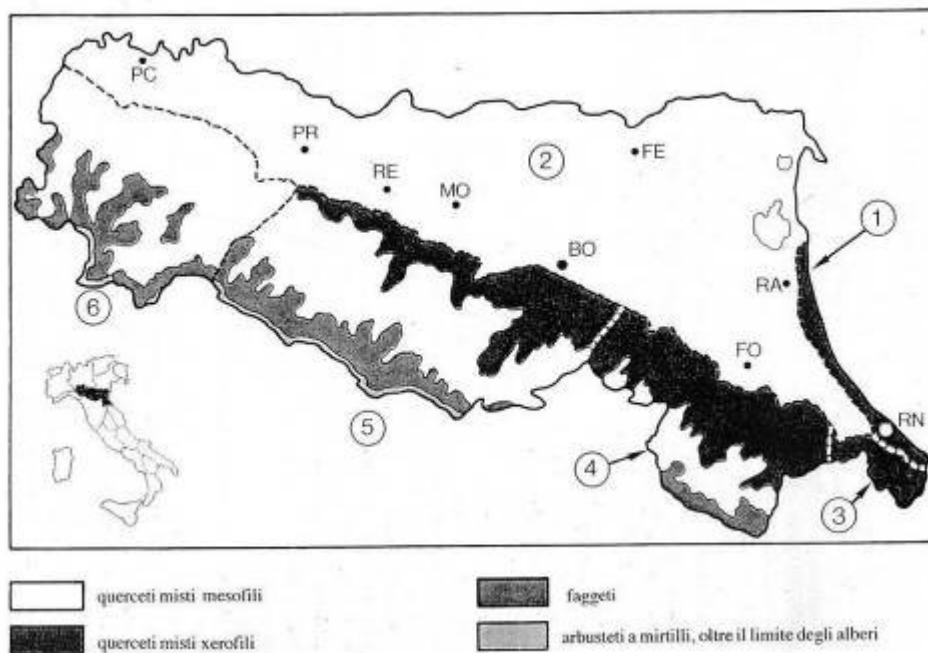 PC
PR
FE
2
RE
MO
1
BO
RA
6
FO
RN
5
4
3
querceti misti mesofili
faggeti
querceti misti xerofili
arbusteti a mirtilli, oltre il limite degli alberi